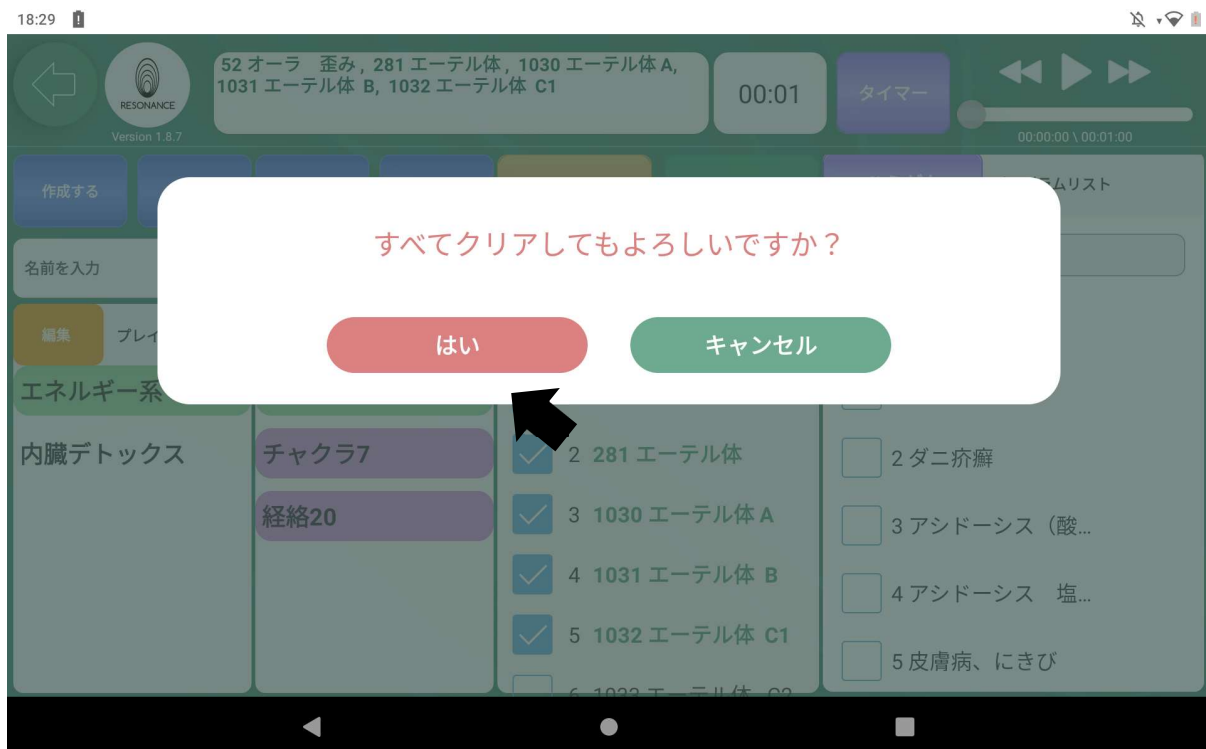 18:29
52 オーラ　歪み , 281 エーテル体 , 1030 エーテル体 A,
1031 エーテル体 B, 1032 エーテル体 C1
RESONANCE
Version 1.8.7
00:01
タイマー
00:00:00 \ 00:01:00
作成する
ムリスト
すべてクリアしてもよろしいですか？
名前を入力
はい
キャンセル
編集
プレイ
エネルギー系
内臓デトックス
チャクラ7
経絡20
2 281 エーテル体
3 1030 エーテル体 A
4 1031 エーテル体 B
5 1032 エーテル体 C1
2 ダニ疥癬
3 アシドーシス（酸...
4 アシドーシス　塩...
5 皮膚病、にきび